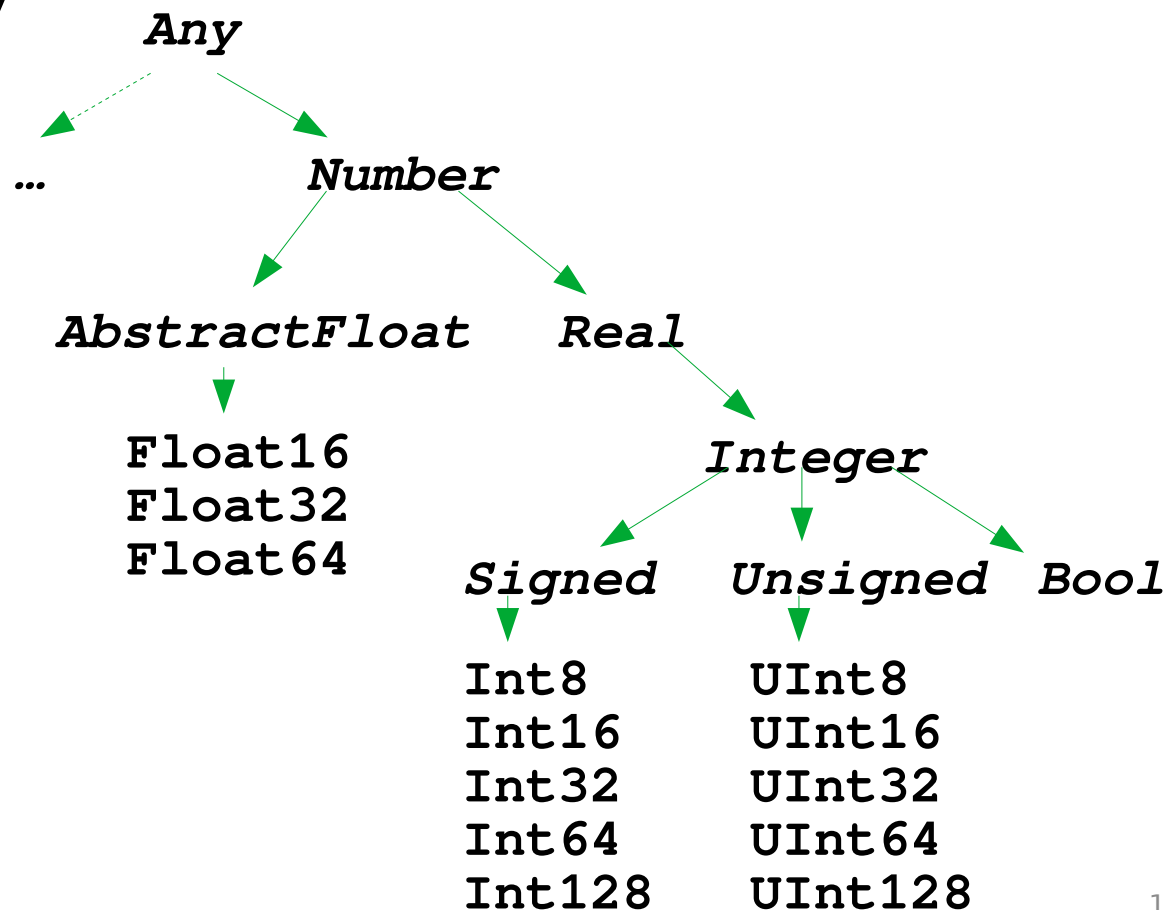 Any
… Number
AbstractFloat Real
Float16
Float32
Float64
Integer
Signed Unsigned Bool
Int8 UInt8
Int16 UInt16
Int32 UInt32
Int64 UInt64
Int128 UInt128
1